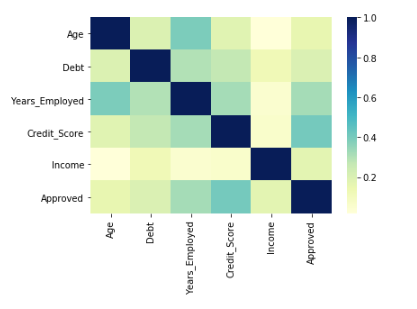 Age
Debt
Years_Employed
Credit_Score
Income
Approved
Age
Debt
Years_Employed
Credit_Score
Income
Approved
1.0
0.8
0.6
0.4
0.2